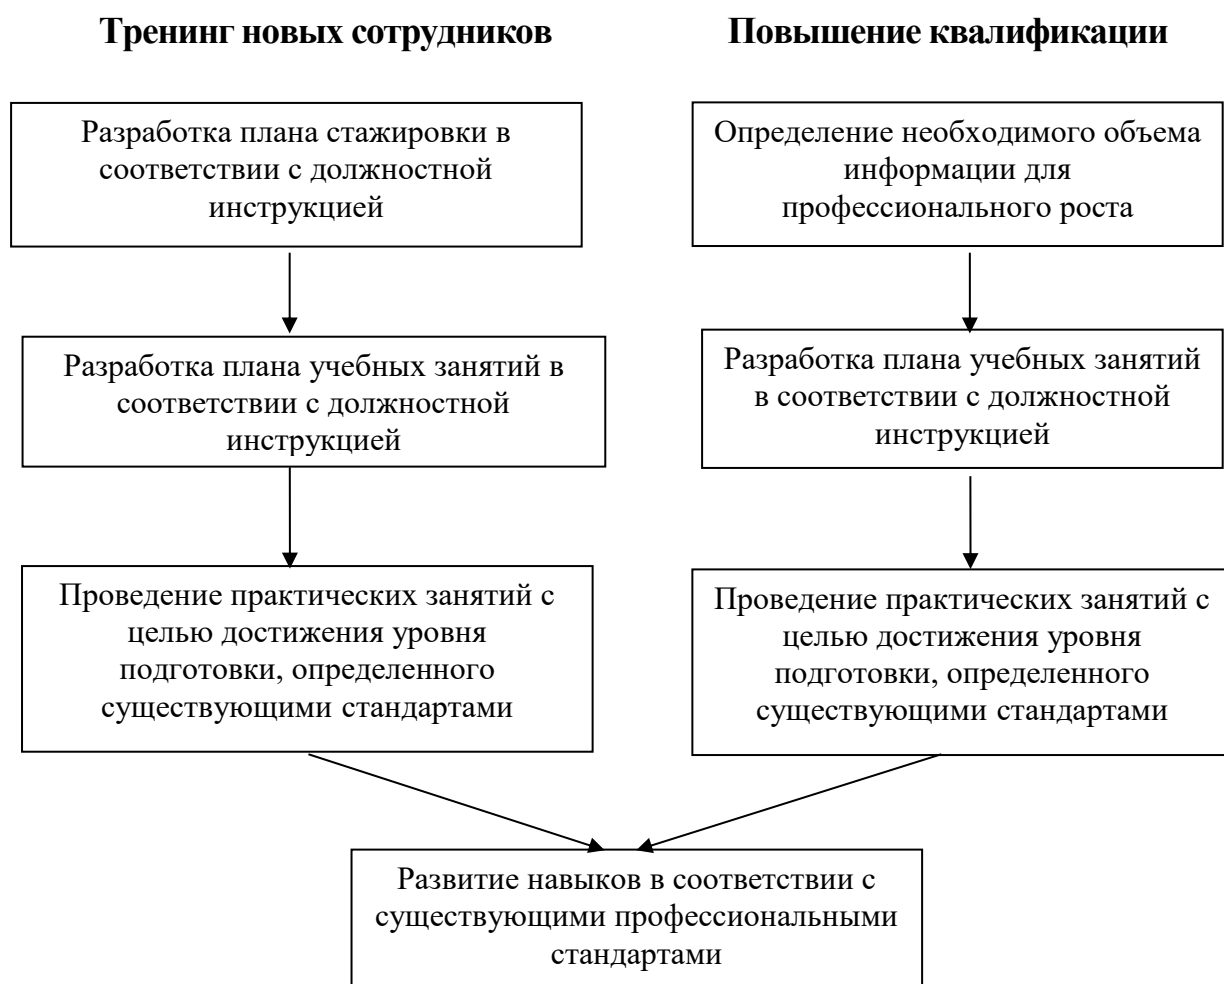 Тренинг новых сотрудников
Повышение квалификации
Разработка плана стажировки в
соответствии с должностной
инструкцией
Определение необходимого объема
информации для
профессионального роста
Разработка плана учебных занятий в
соответствии с должностной
инструкцией
Разработка плана учебных занятий
в соответствии с должностной
инструкцией
Проведение практических занятий с
целью достижения уровня
подготовки, определенного
существующими стандартами
Проведение практических занятий с
целью достижения уровня
подготовки, определенного
существующими стандартами
Развитие навыков в соответствии с
существующими профессиональными
стандартами